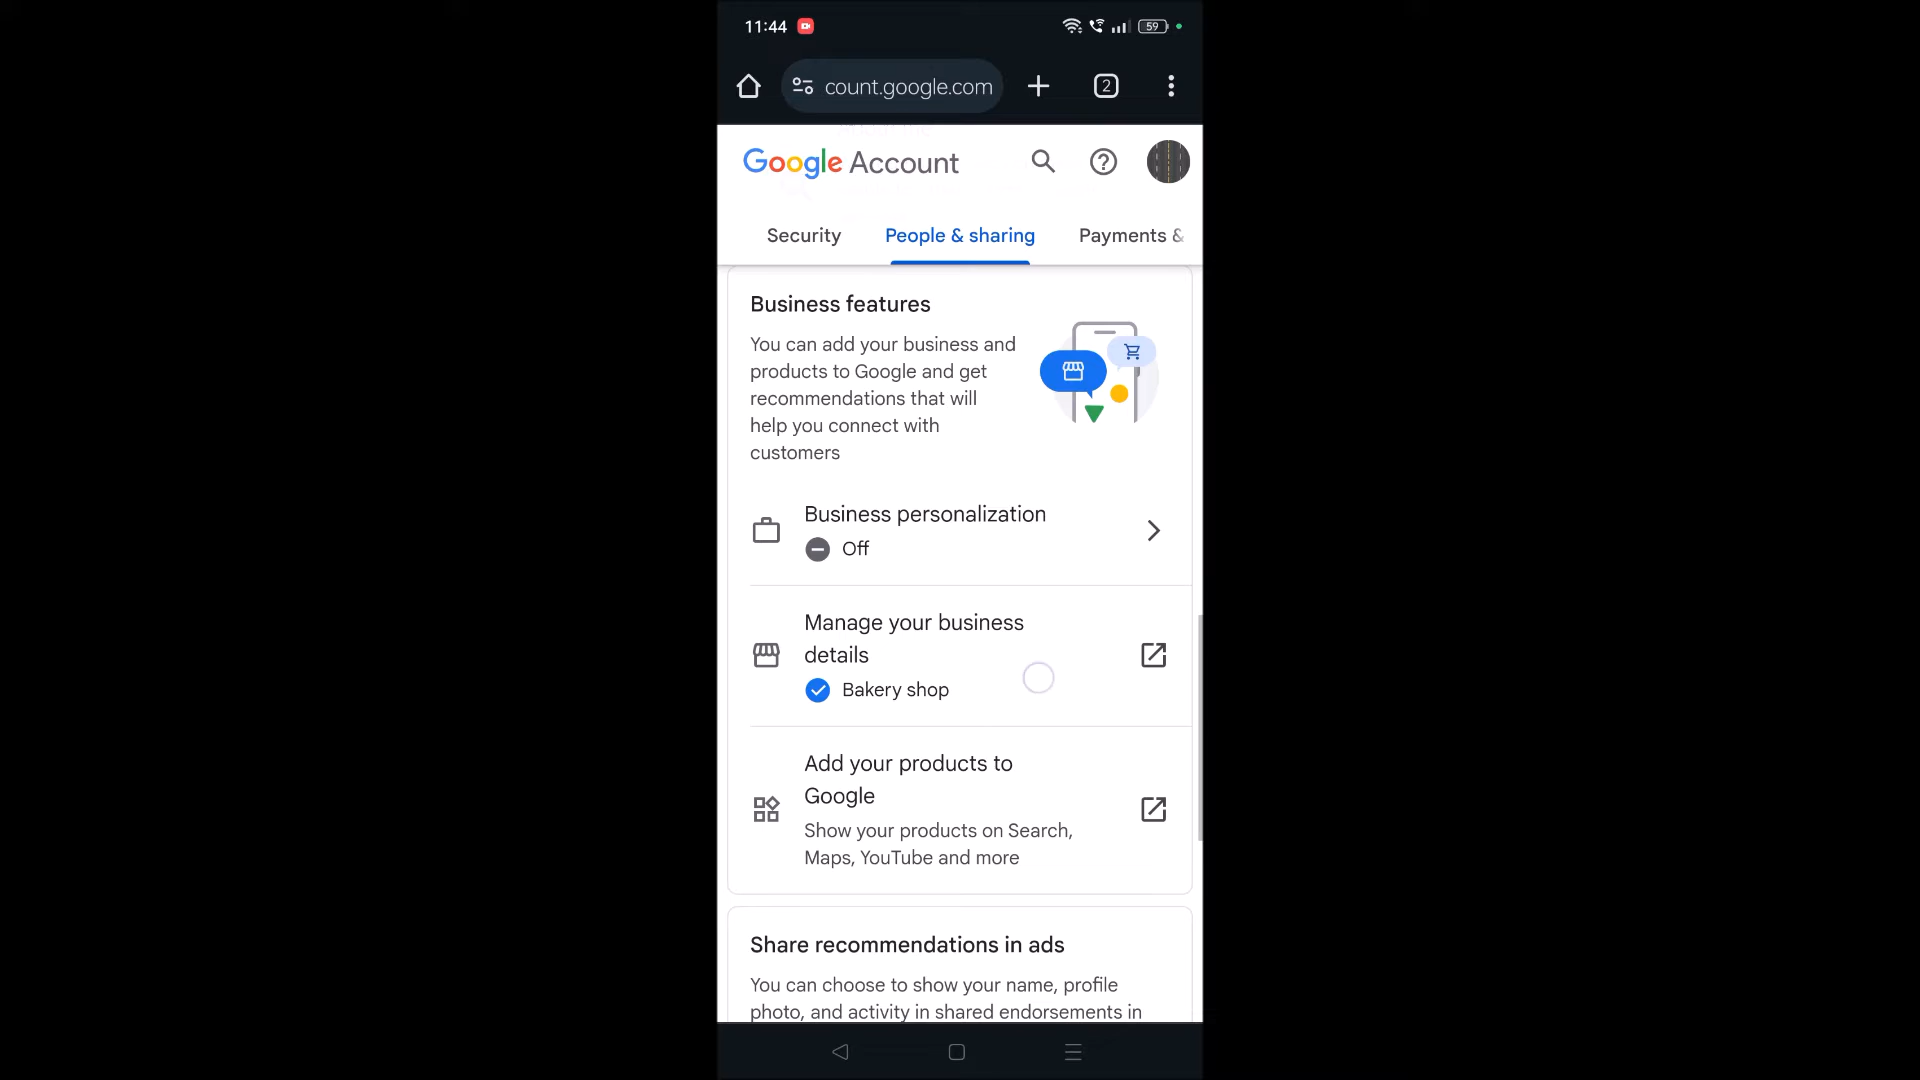 11:44
59
count.google.com
2
Google Account
Security People & sharing Payments &
Business features
You can add your business and
products to Google and get
recommendations that will
help you connect with
customers
Business personalization
Off
Manage your business
details
Bakery shop
Add your products to
Google
Show your products on Search,
Maps, YouTube and more
Share recommendations in ads
You can choose to show your name, profile
photo, and activity in shared endorsements in